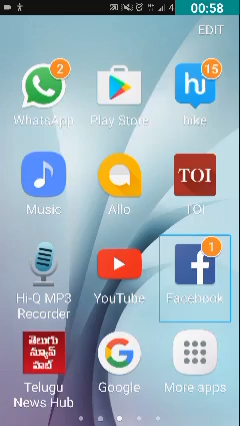 4 00:58
EDIT
2 15
WhatsApp Play Store hike
TOI
Music Allo TOI
1
Hi-Q MP3 YouTube Facebook
Recorder
తెలుగు
న్యూస్
హబ్
Telugu Google More apps
News Hub